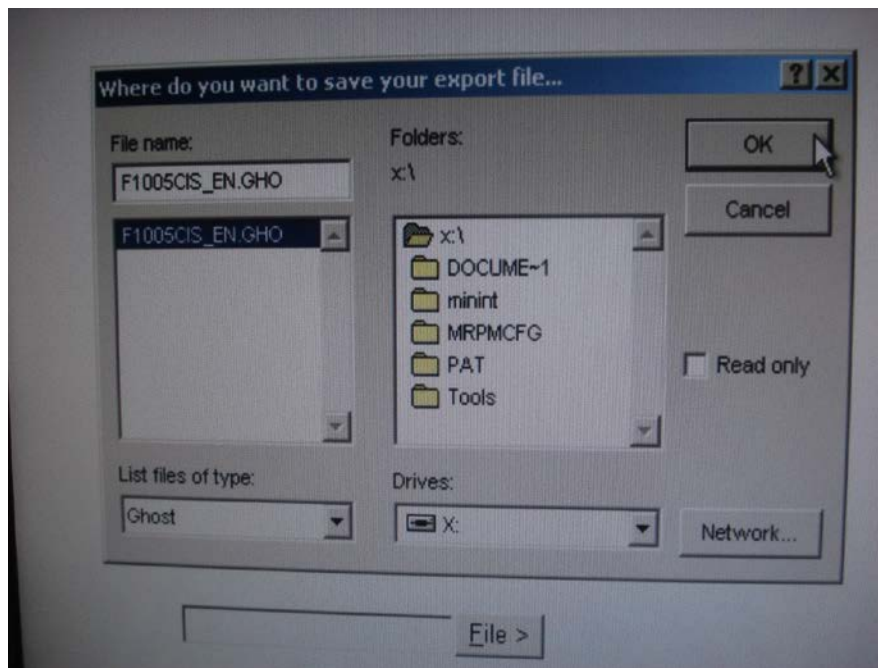 Where do you want to save your export file...
File name:
F1005CIS_EN.GHO
F1005CIS_EN.GHO
List files of type:
Ghost
Folders:
x:\
x:\
DOCUME~1
minint
MRPMCFG
PAT
Tools
Drives:
X:
OK
Cancel
Read only
Network...
File >